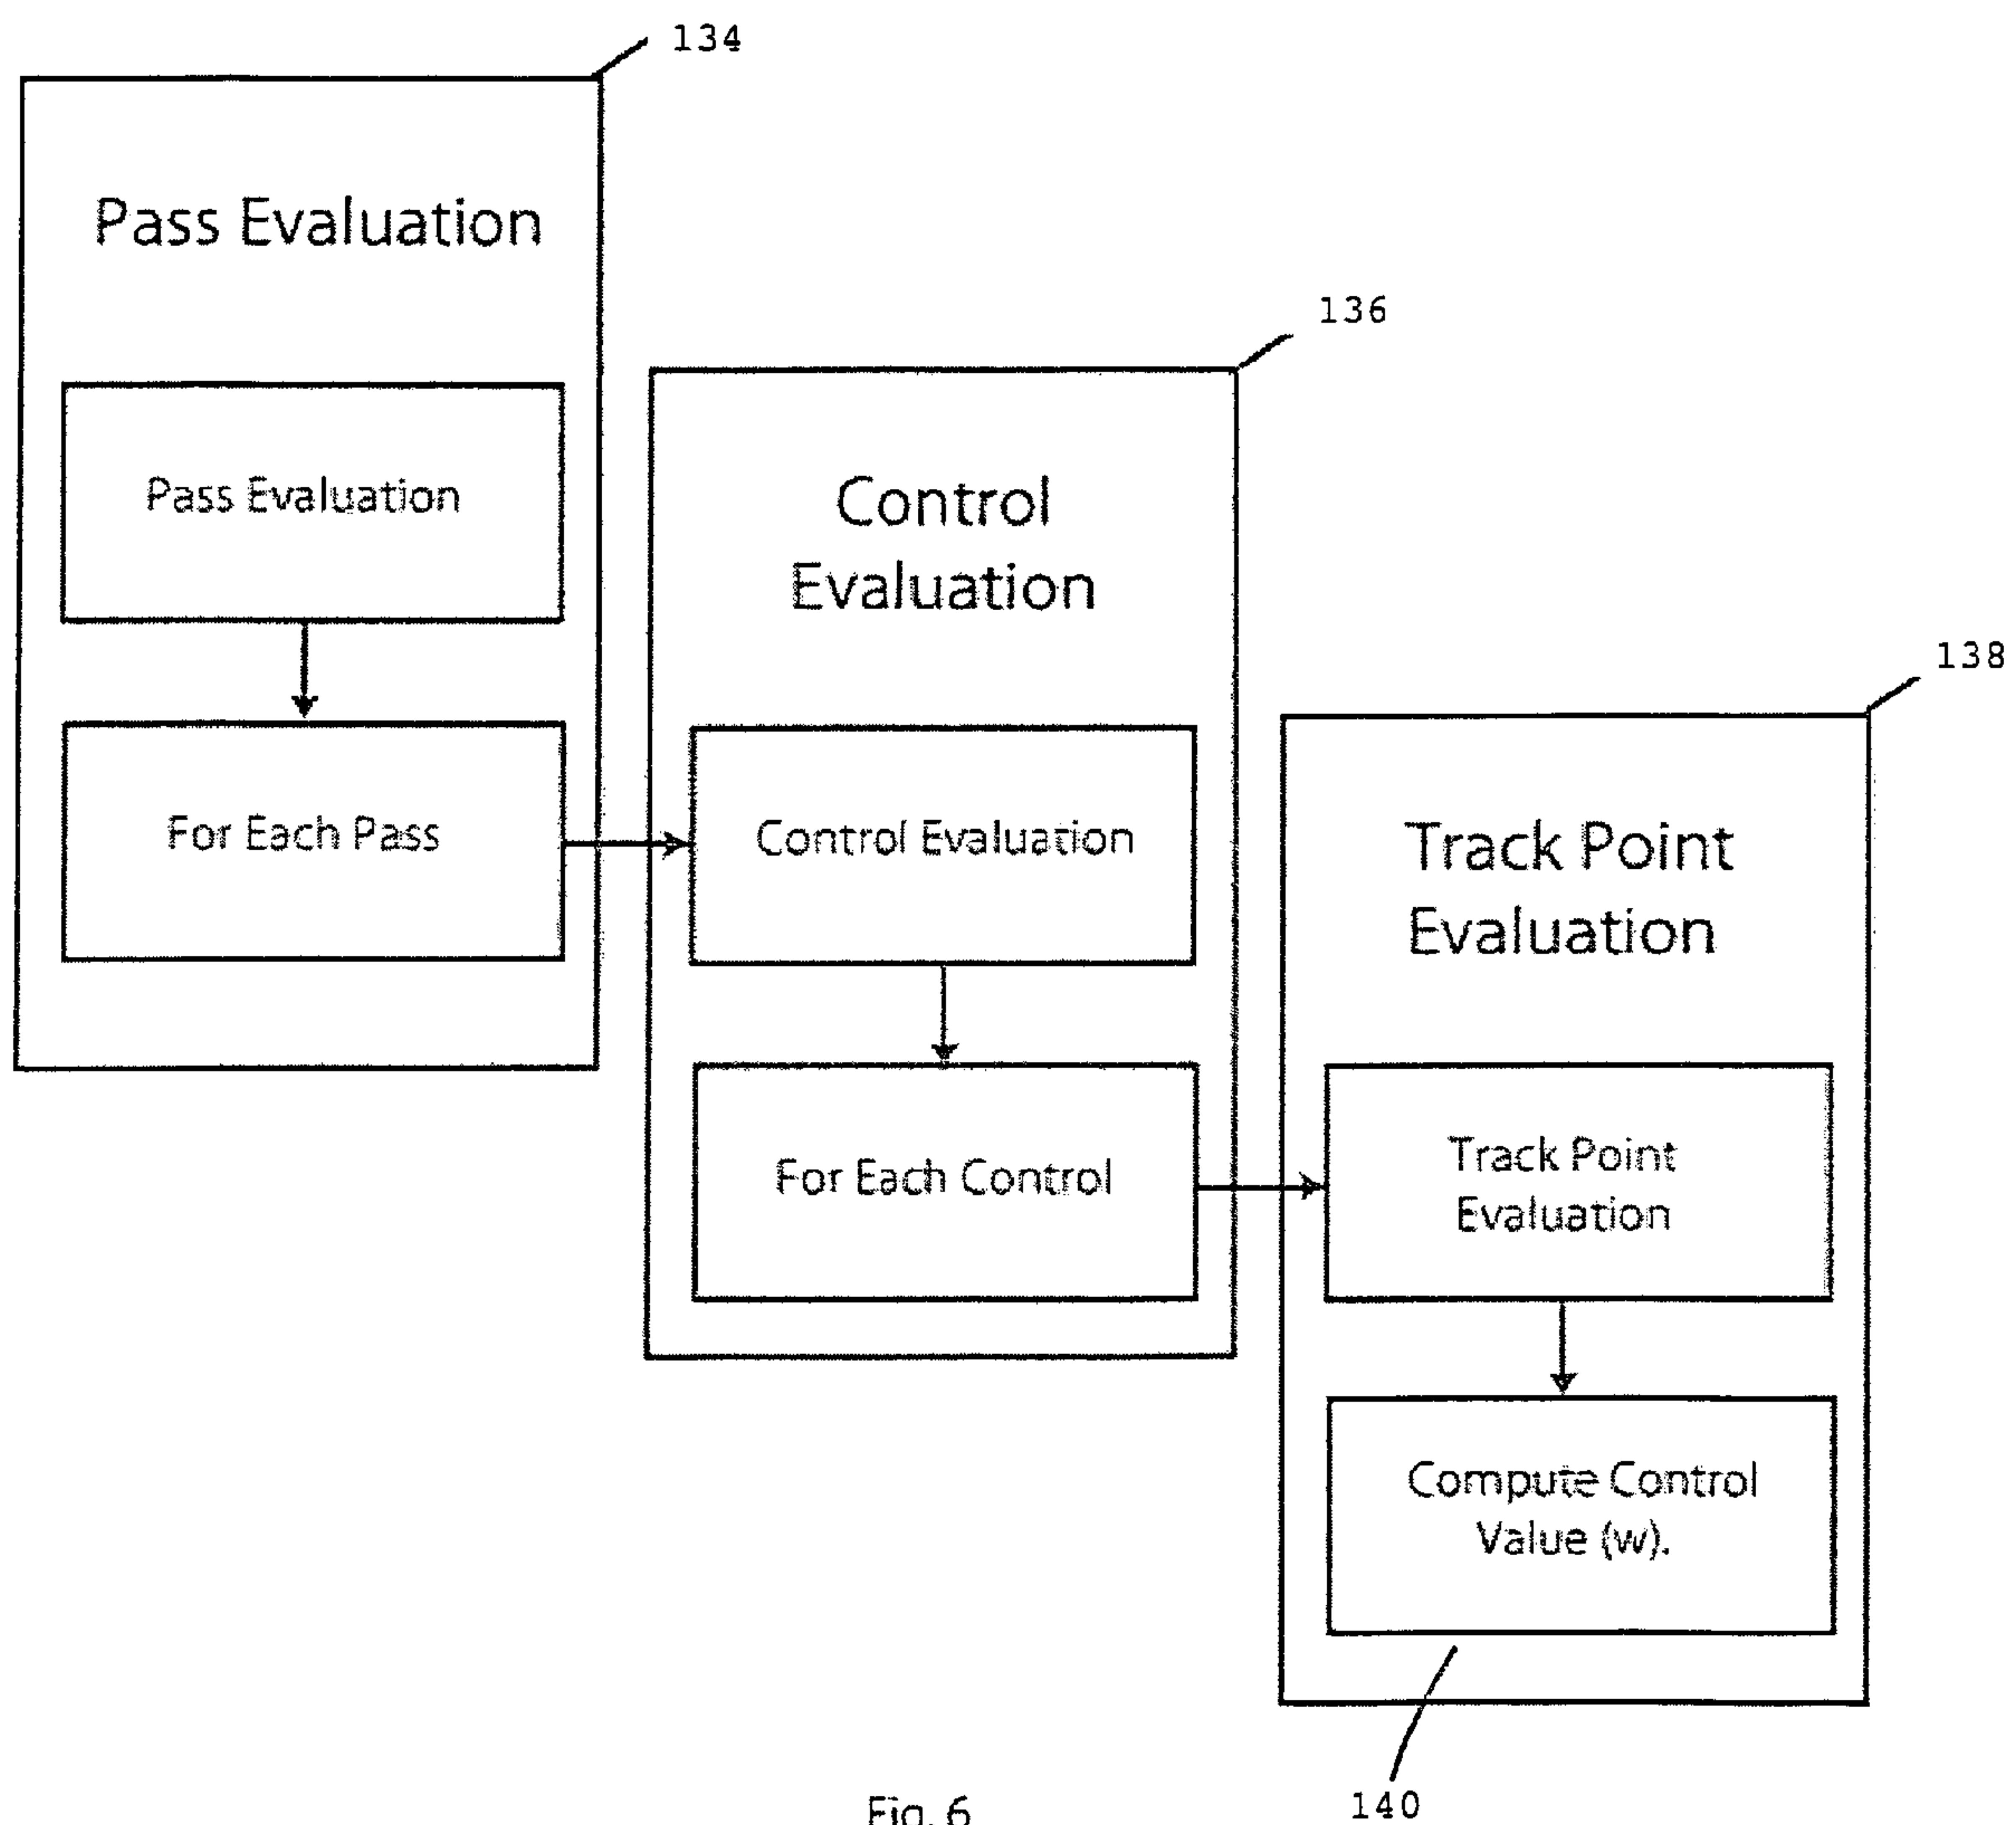 134
Pass Evaluation
Pass Evaluation
For Each Pass
136
Control
Evaluation
Control Evaluation
For Each Control
138
Track Point
Evaluation
Track Point
Evaluation
Compute Control
Value (w).
140
Fig. 6